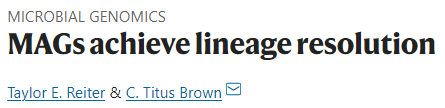 MICROBIAL GENOMICS
MAGs achieve lineage resolution
Taylor E. Reiter & C. Titus Brown